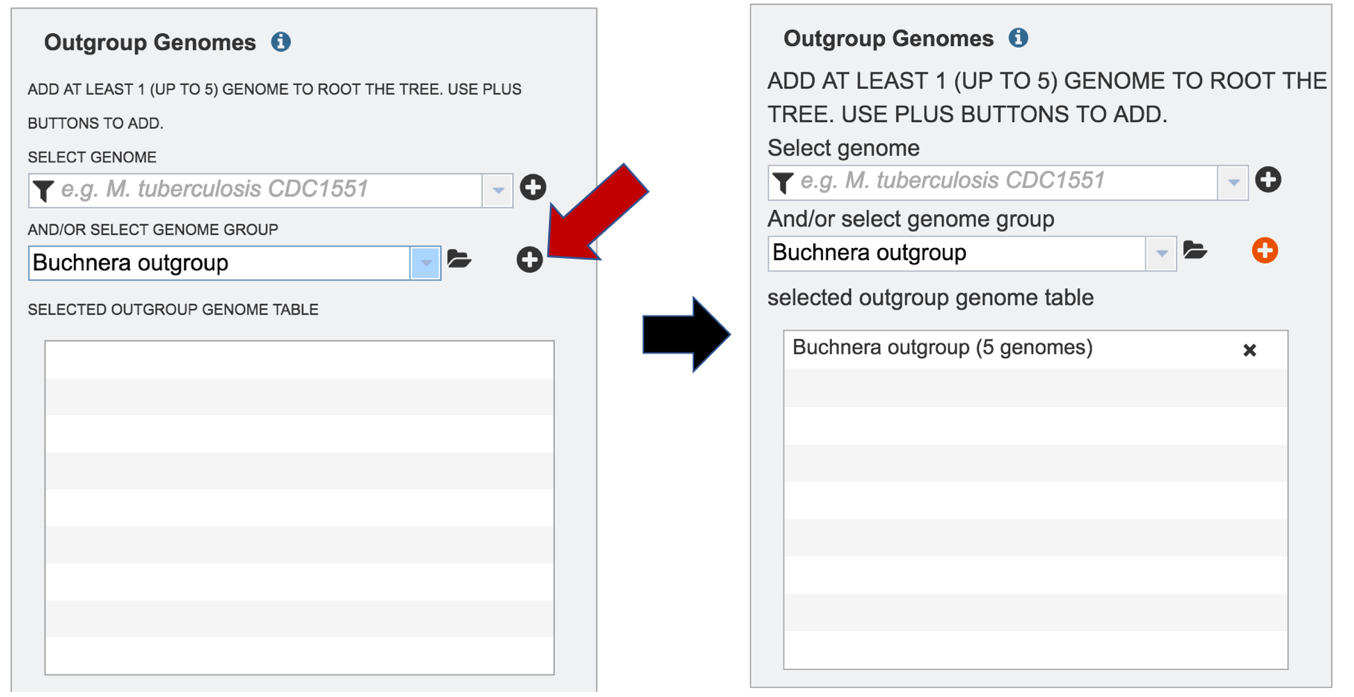 Outgroup Genomes
ADD AT LEAST 1 (UP TO 5) GENOME TO ROOT THE TREE. USE PLUS
BUTTONS TO ADD.
SELECT GENOME
e.g. M. tuberculosis CDC1551
AND/OR SELECT GENOME GROUP
Buchnera outgroup
SELECTED OUTGROUP GENOME TABLE
Outgroup Genomes
ADD AT LEAST 1 (UP TO 5) GENOME TO ROOT THE
TREE. USE PLUS BUTTONS TO ADD.
Select genome
e.g. M. tuberculosis CDC1551
And/or select genome group
Buchnera outgroup
selected outgroup genome table
Buchnera outgroup (5 genomes)